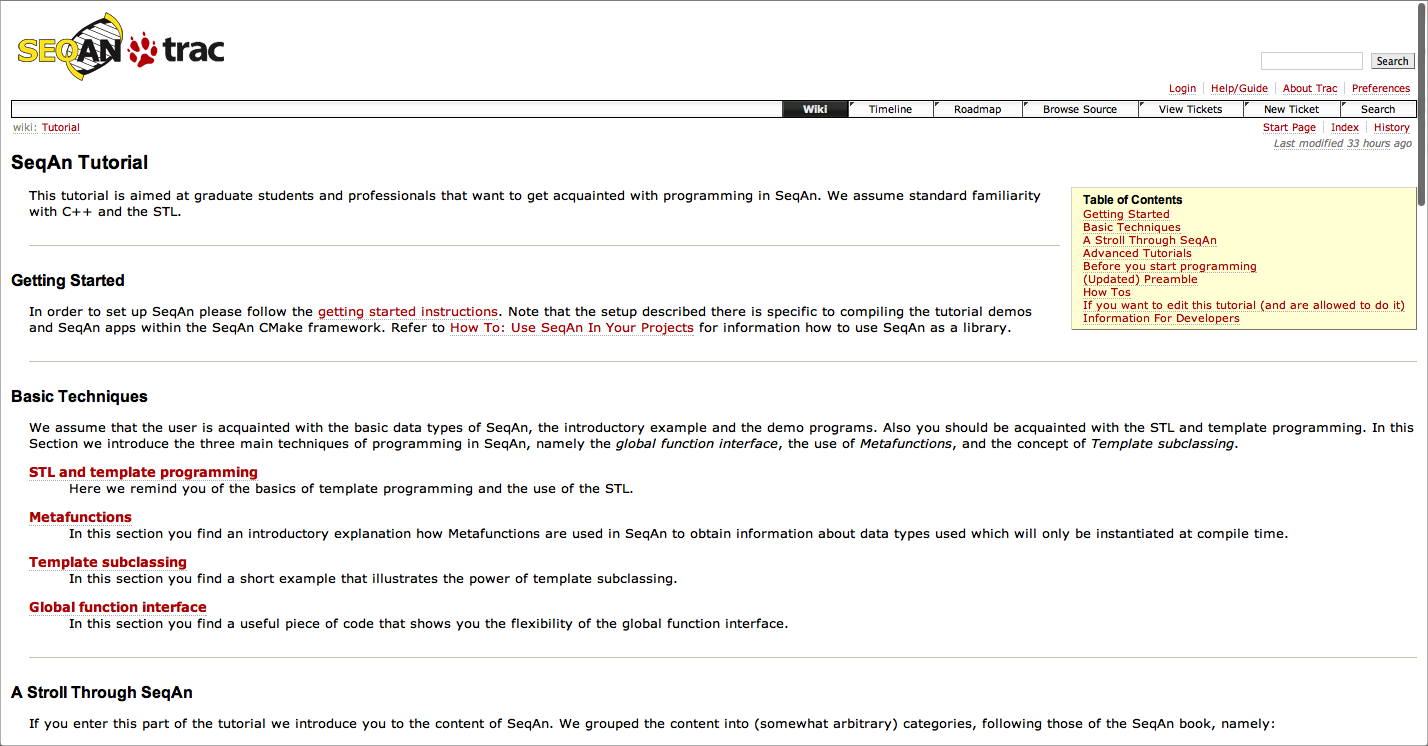 SEQAN trac
Search
Login Help/Guide About Trac Preferences
Wiki Timeline Roadmap Browse Source View Tickets New Ticket Search
wiki: Tutorial
Start Page Index History
Last modified 33 hours ago
SeqAn Tutorial
This tutorial is aimed at graduate students and professionals that want to get acquainted with programming in SeqAn. We assume standard familiarity
with C++ and the STL.
Table of Contents
Getting Started
Basic Techniques
A Stroll Through SeqAn
Advanced Tutorials
Before you start programming
(Updated) Preamble
How Tos
If you want to edit this tutorial (and are allowed to do it)
Information For Developers
Getting Started
In order to set up SeqAn please follow the getting started instructions. Note that the setup described there is specific to compiling the tutorial demos
and SeqAn apps within the SeqAn CMake framework. Refer to How To: Use SeqAn In Your Projects for information how to use SeqAn as a library.
Basic Techniques
We assume that the user is acquainted with the basic data types of SeqAn, the introductory example and the demo programs. Also you should be acquainted with the STL and template programming. In this
Section we introduce the three main techniques of programming in SeqAn, namely the global function interface, the use of Metafunctions, and the concept of Template subclassing.
STL and template programming
Here we remind you of the basics of template programming and the use of the STL.
Metafunctions
In this section you find an introductory explanation how Metafunctions are used in SeqAn to obtain information about data types used which will only be instantiated at compile time.
Template subclassing
In this section you find a short example that illustrates the power of template subclassing.
Global function interface
In this section you find a useful piece of code that shows you the flexibility of the global function interface.
A Stroll Through SeqAn
If you enter this part of the tutorial we introduce you to the content of SeqAn. We grouped the content into (somewhat arbitrary) categories, following those of the SeqAn book, namely: